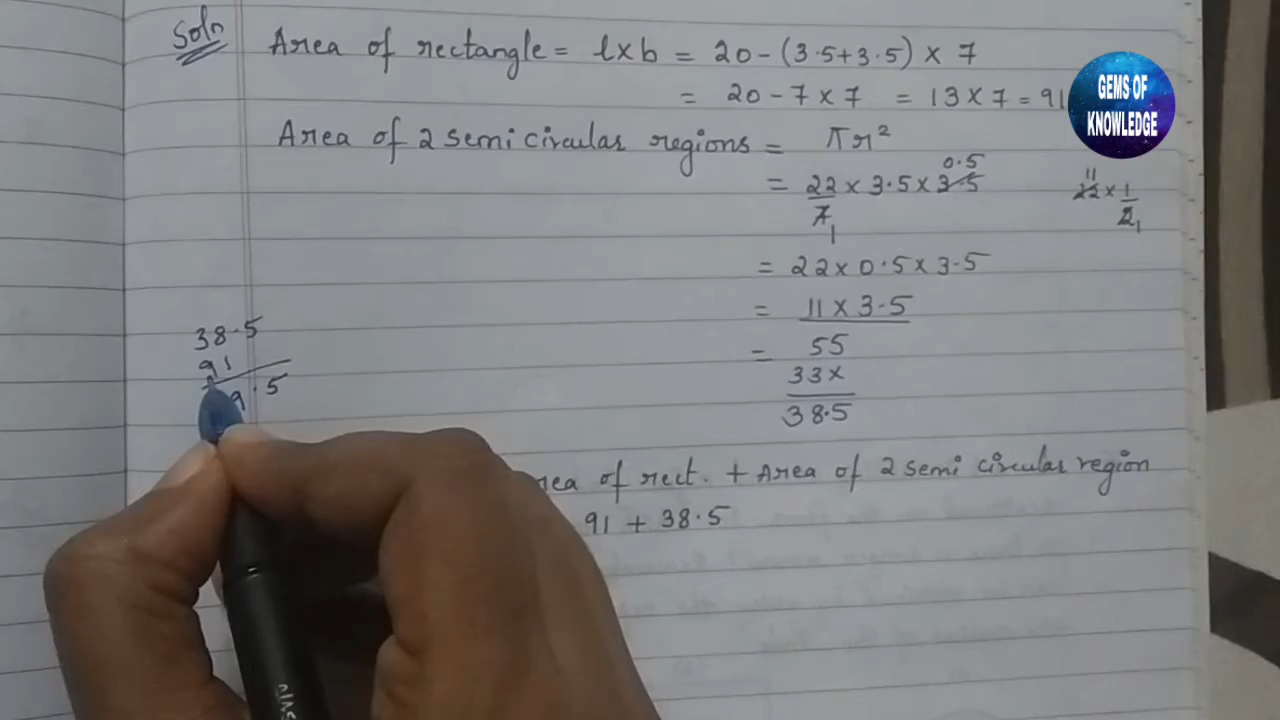 Soln
Area of rectangle = l × b = 20 - (3.5+3.5) × 7
= 20 - 7 × 7 = 13 × 7 = 91
GEMS OF
KNOWLEDGE
Area of 2 semi circular regions = πr²
0.5
= 22 × 3.5 × 3.5
7
1
11
22 × 1
2 1
= 22 × 0.5 × 3.5
= 11 × 3.5
= 55
33×
38.5
38.5
91
9.5
of rect. + Area of 2 semi circular region
91 + 38.5